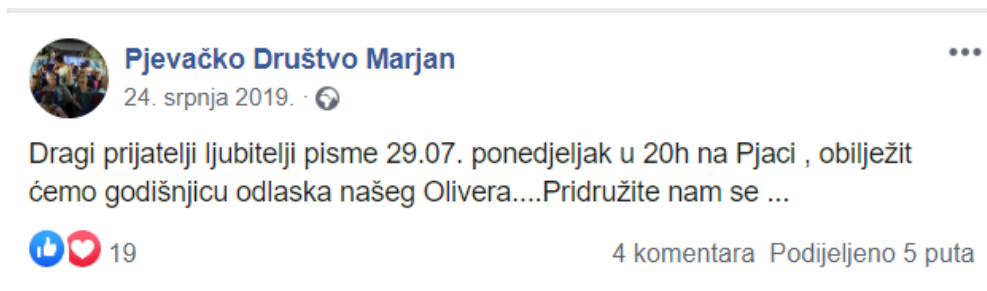 Pjevačko Društvo Marjan
24. srpnja 2019. ·
Dragi prijatelji ljubitelji pisme 29.07. ponedjeljak u 20h na Pjaci , obilježit
ćemo godišnjicu odlaska našeg Olivera....Pridružite nam se ...
19 4 komentara Podijeljeno 5 puta